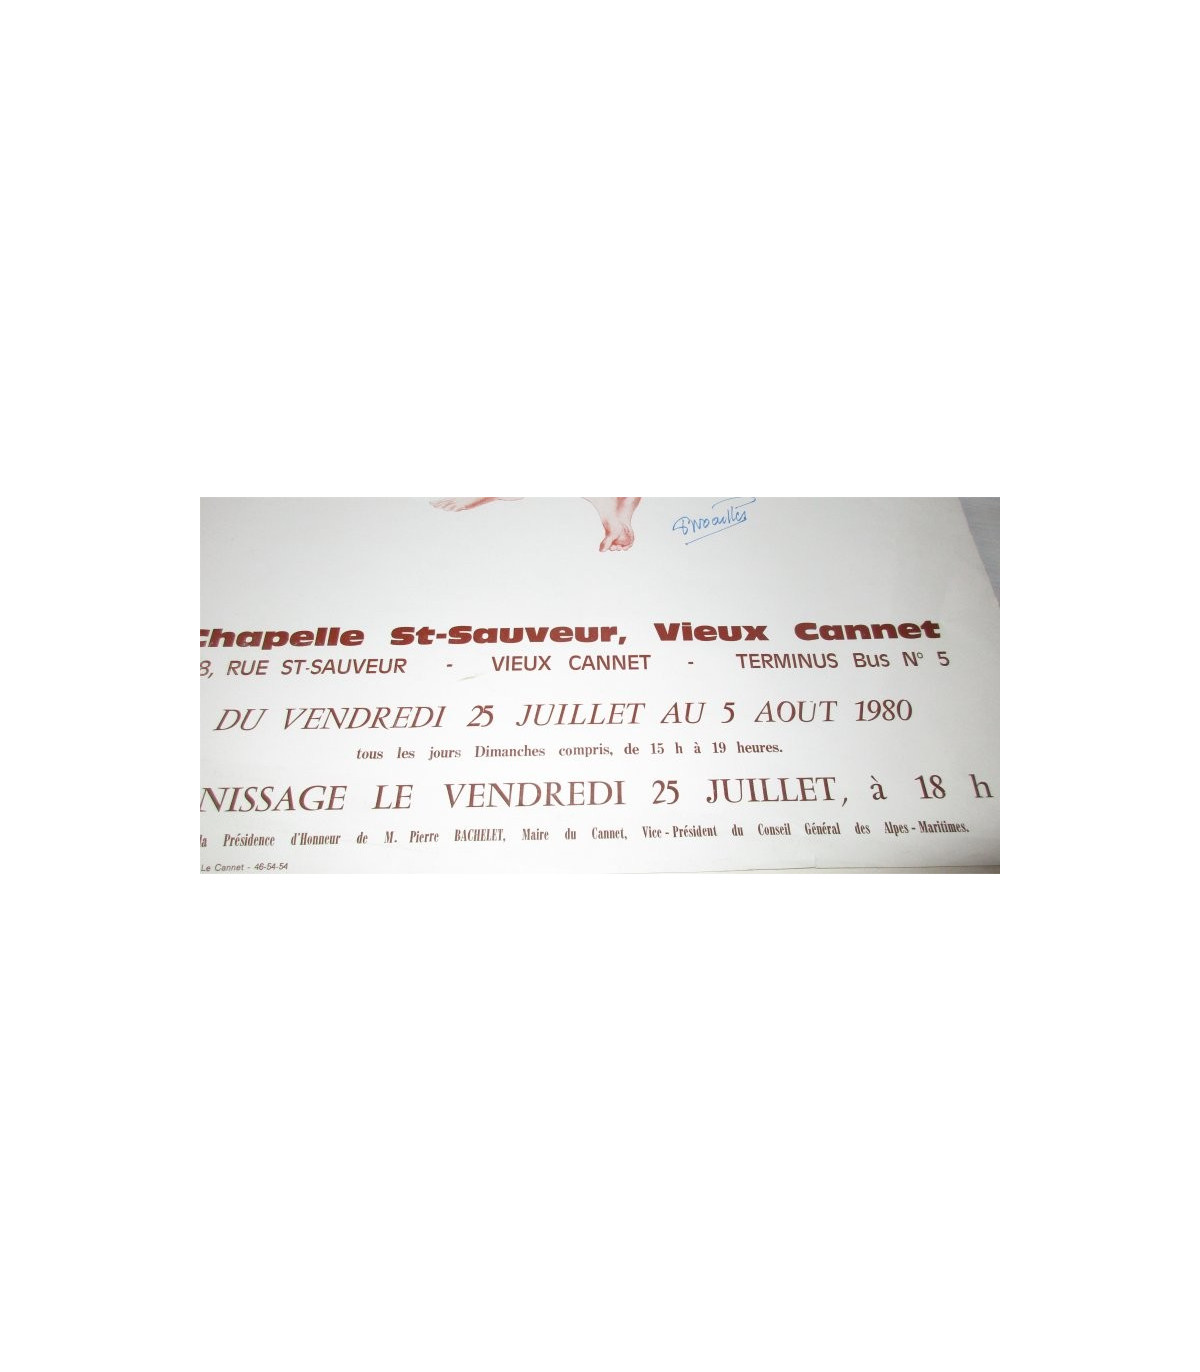 Chapelle St-Sauveur, Vieux Cannet
8, RUE ST-SAUVEUR - VIEUX CANNET - TERMINUS Bus N° 5
DU VENDREDI 25 JUILLET AU 5 AOUT 1980
tous les jours Dimanches compris, de 15 h à 19 heures.
NISSAGE LE VENDREDI 25 JUILLET, à 18 h
la Présidence d'Honneur de M. Pierre BACHELET, Maire du Cannet, Vice-Président du Conseil Général des Alpes-Maritimes.
Le Cannet - 46-54-54